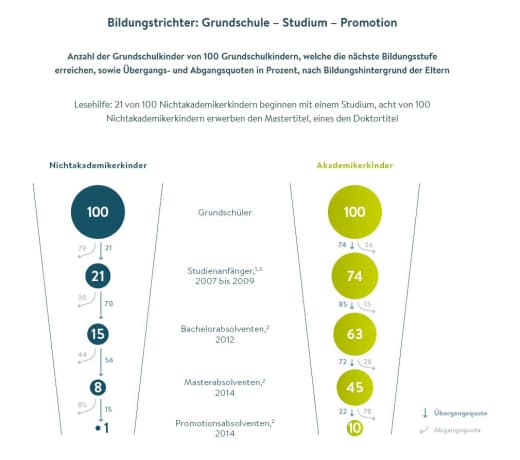 Bildungstrichter: Grundschule – Studium – Promotion
Anzahl der Grundschulkinder von 100 Grundschulkindern, welche die nächste Bildungsstufe
erreichen, sowie Übergangs- und Abgangsquoten in Prozent, nach Bildungshintergrund der Eltern
Lesehilfe: 21 von 100 Nichtakademikerkindern beginnen mit einem Studium, acht von 100
Nichtakademikerkindern erwerben den Mastertitel, eines den Doktortitel
Nichtakademikerkinder Akademikerkinder
100 Grundschüler 100
79 21 74 26
21 Studienanfänger,¹,² 74
2007 bis 2009
30 70 85 15
15 Bachelorabsolventen,² 63
2012
44 56 72 28
8 Masterabsolventen,² 45
2014
85 15 22 78
Übergangsquote
1 Promotionsabsolventen,² 10
2014
Abgangsquote